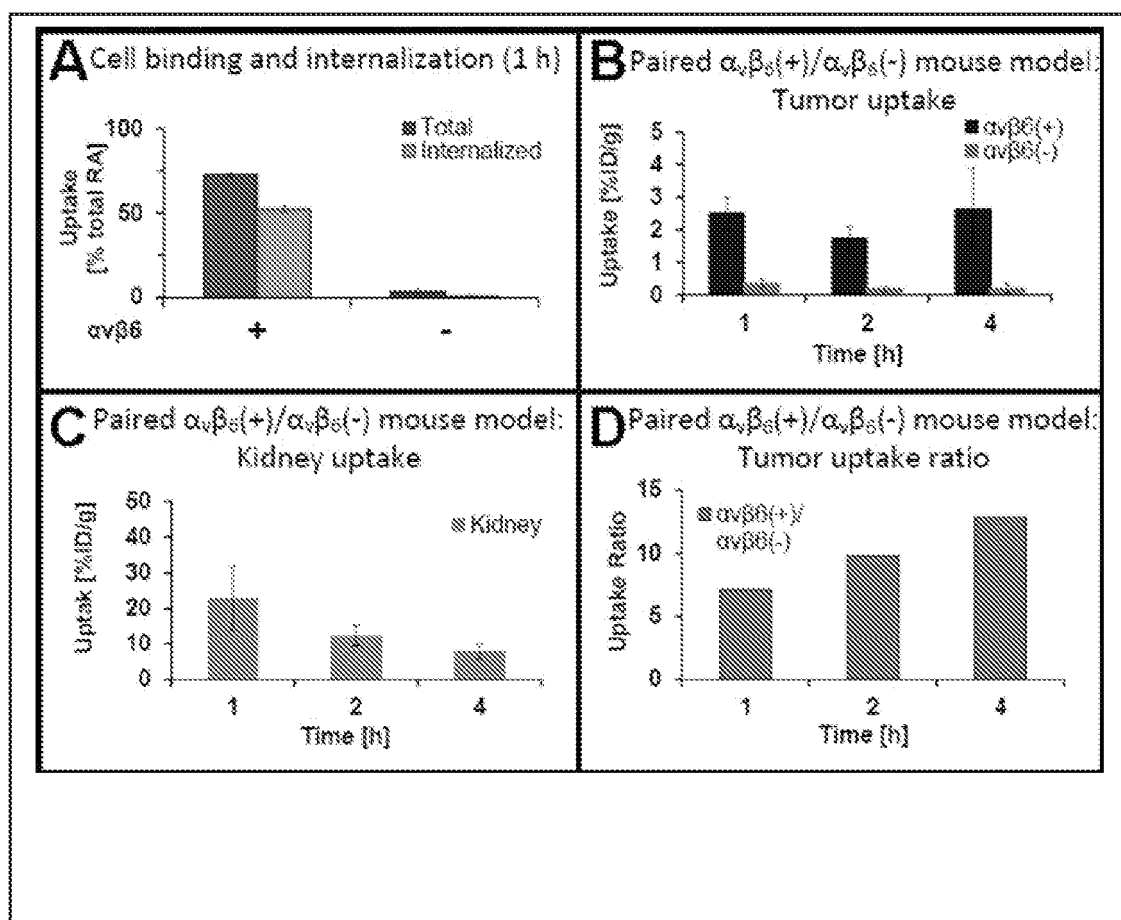 A Cell binding and internalization (1 h)
100
50
0
Uptake
[% total RA]
Total
Internalized
αvβ6
+
-
B Paired αᵥβ₆(+)/αᵥβ₆(-) mouse model:
Tumor uptake
5
4
3
2
1
0
Uptake [%ID/g]
αvβ6(+)
αvβ6(-)
1 2 4
Time [h]
C Paired αᵥβ₆(+)/αᵥβ₆(-) mouse model:
Kidney uptake
50
40
30
20
10
0
Uptak [%ID/g]
Kidney
1 2 4
Time [h]
D Paired αᵥβ₆(+)/αᵥβ₆(-) mouse model:
Tumor uptake ratio
15
10
5
0
Uptake Ratio
αvβ6(+)/
αvβ6(-)
1 2 4
Time [h]